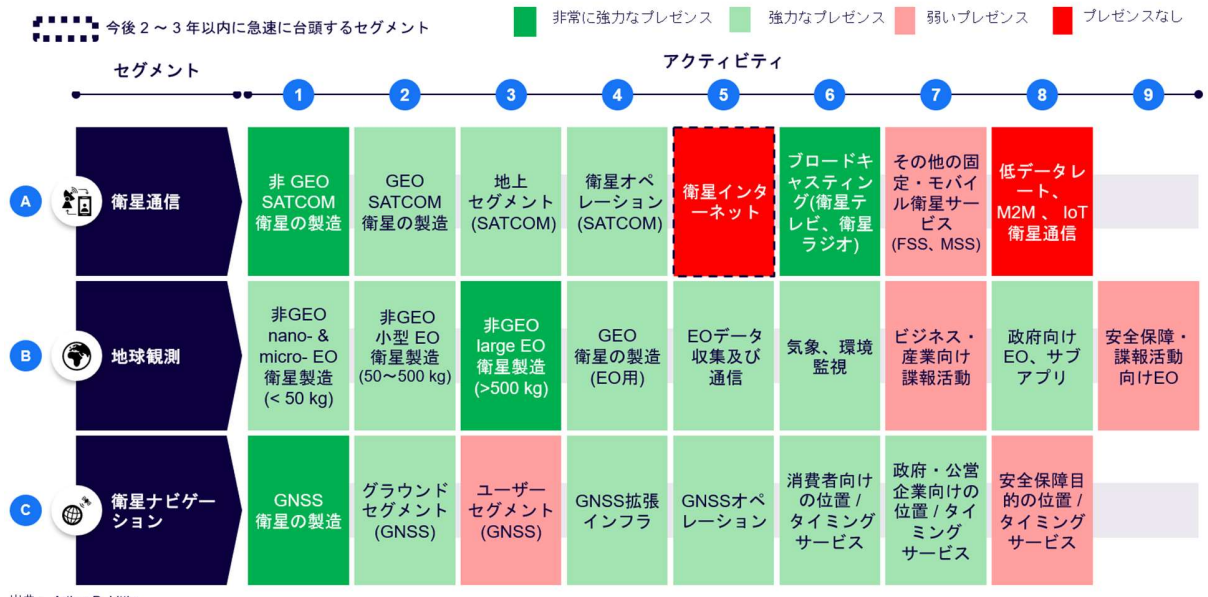 今後 2 ~ 3 年以内に急速に台頭するセグメント
非常に強力なプレゼンス
強力なプレゼンス
弱いプレゼンス
プレゼンスなし
セグメント
アクティビティ
1
2
3
4
5
6
7
8
9
A
衛星通信
非 GEO
SATCOM
衛星の製造
GEO
SATCOM
衛星の製造
地上
セグメント
(SATCOM)
衛星オペ
レーション
(SATCOM)
衛星インタ
ーネット
ブロードキ
ャスティン
グ(衛星テ
レビ、衛星
ラジオ)
その他の固
定・モバイ
ル衛星サー
ビス
(FSS、MSS)
低データレ
ート、
M2M 、 IoT
衛星通信
B
地球観測
非GEO
nano- &
micro- EO
衛星製造
(< 50 kg)
非GEO
小型 EO
衛星製造
(50～500 kg)
非GEO
large EO
衛星製造
(>500 kg)
GEO
衛星の製造
(EO用)
EOデータ
収集及び
通信
気象、環境
監視
ビジネス・
産業向け
諜報活動
政府向け
EO、サブ
アプリ
安全保障・
諜報活動
向けEO
C
衛星ナビゲー
ション
GNSS
衛星の製造
グラウンド
セグメント
(GNSS)
ユーザー
セグメント
(GNSS)
GNSS拡張
インフラ
GNSSオペ
レーション
消費者向け
の位置 /
タイミング
サービス
政府・公営
企業向けの
位置 / タイ
ミング
サービス
安全保障目
的の位置 /
タイミング
サービス